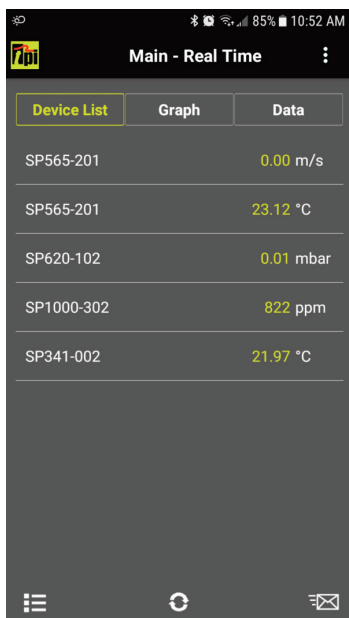 85% 10:52 AM
tpi Main - Real Time
Device List Graph Data
SP565-201 0.00 m/s
SP565-201 23.12 °C
SP620-102 0.01 mbar
SP1000-302 822 ppm
SP341-002 21.97 °C